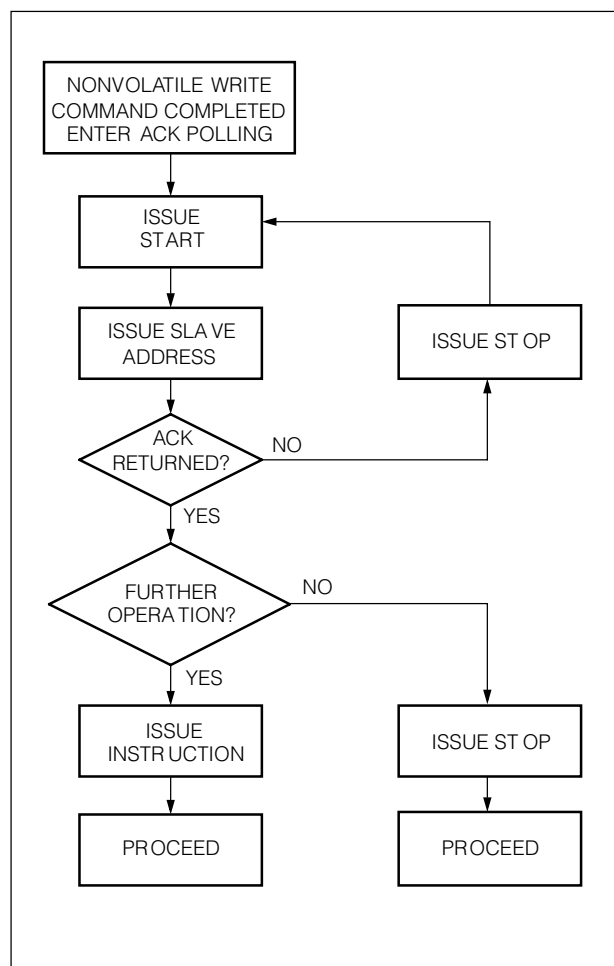 NONVOLATILE WRITE
COMMAND COMPLETED
ENTER ACK POLLING
ISSUE
START
ISSUE SLAVE
ADDRESS
ISSUE STOP
ACK
RETURNED?
NO
YES
FURTHER
OPERATION?
NO
YES
ISSUE
INSTRUCTION
ISSUE STOP
PROCEED
PROCEED